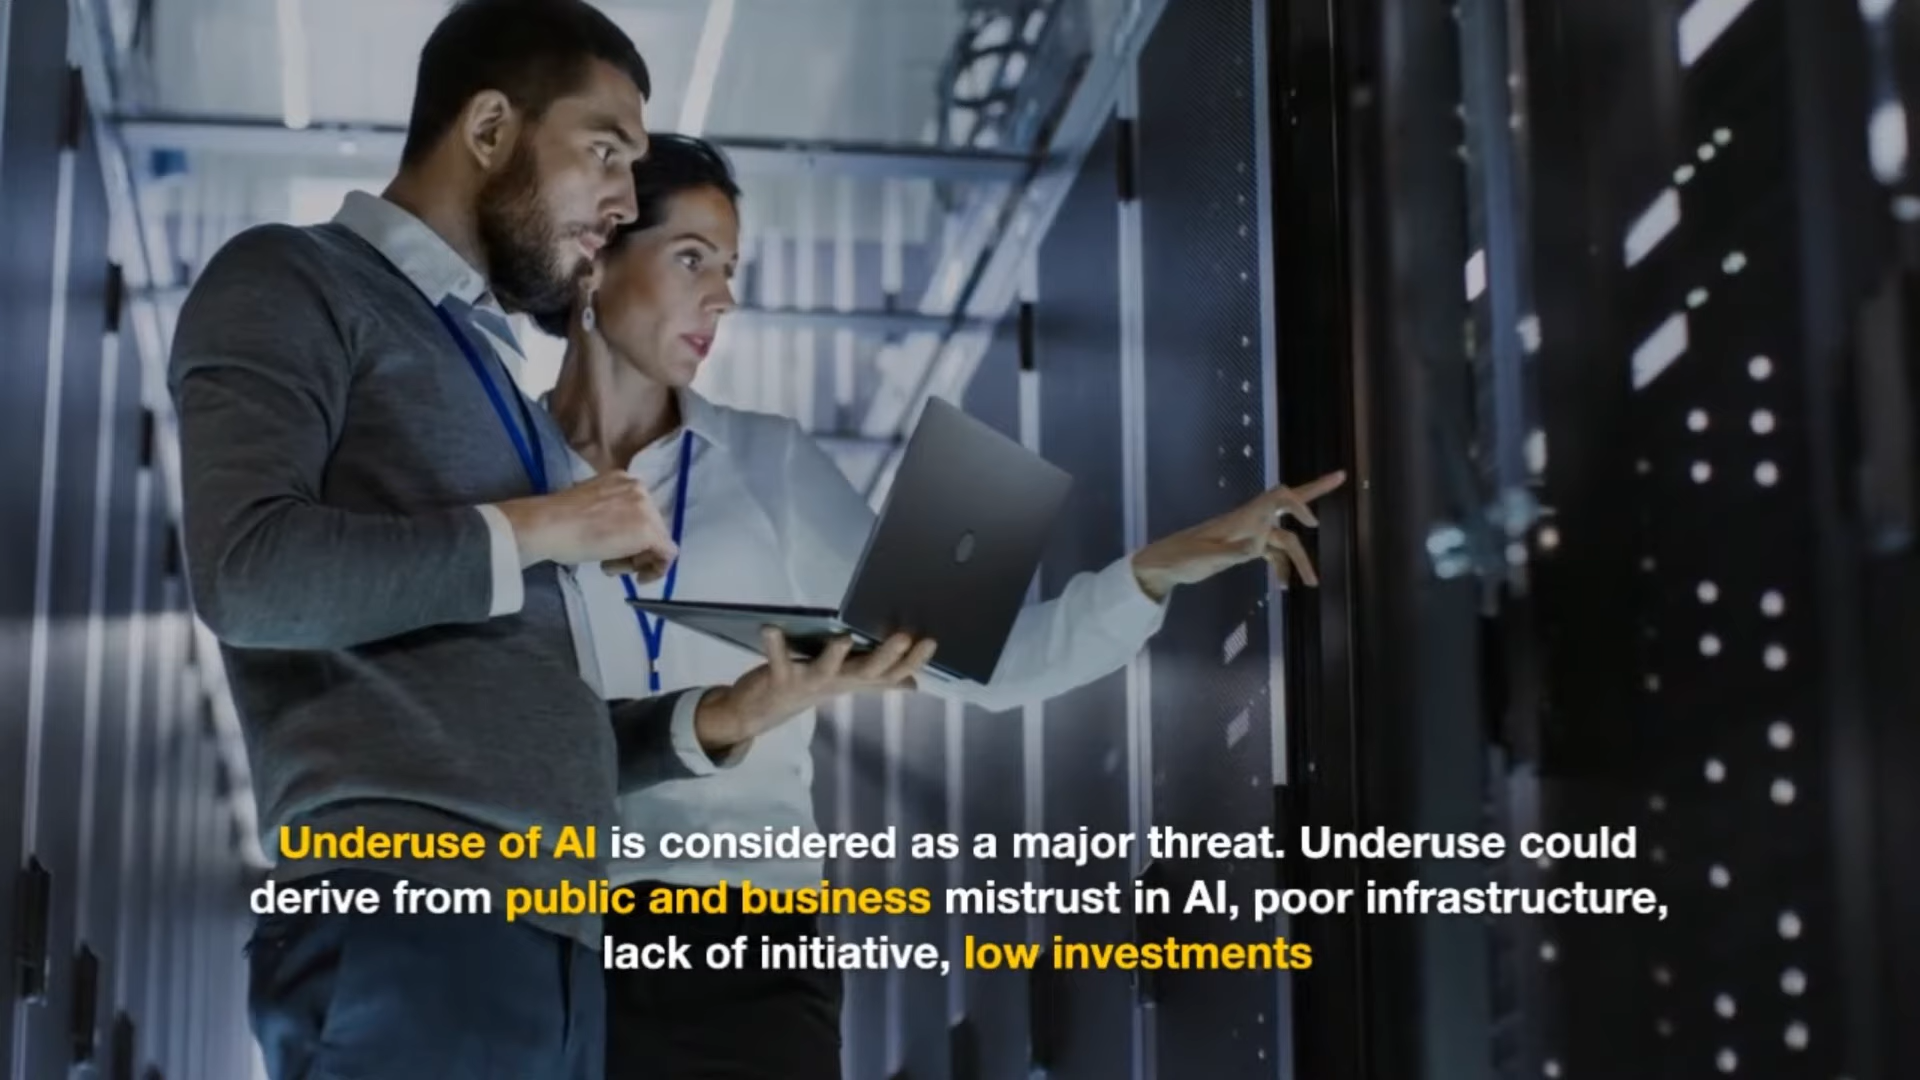 Underuse of AI is considered as a major threat. Underuse could
derive from public and business mistrust in AI, poor infrastructure,
lack of initiative, low investments